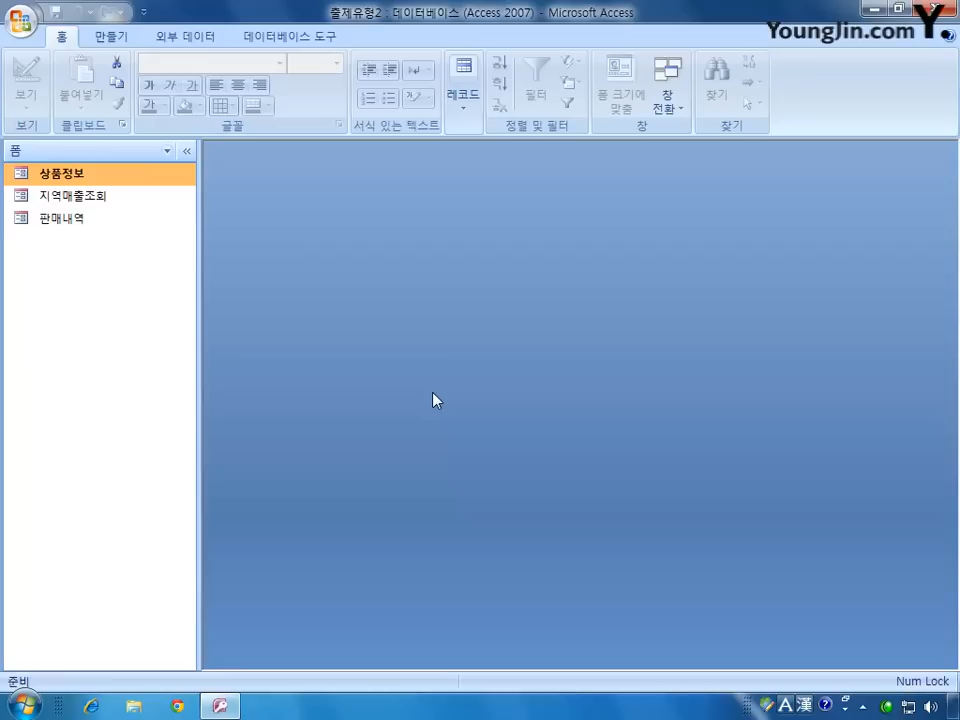 출제유형2 : 데이터베이스 (Access 2007) - Microsoft Access
YoungJin.com Y.
홈 만들기 외부 데이터 데이터베이스 도구
보기 붙여넣기 가 가 가 가 레코드 필터 폼 크기에 맞춤 창 전환 찾기
보기 클립보드 글꼴 서식 있는 텍스트 정렬 및 필터 창 찾기
폼
상품정보
지역매출조회
판매내역
준비 Num Lock
A 漢